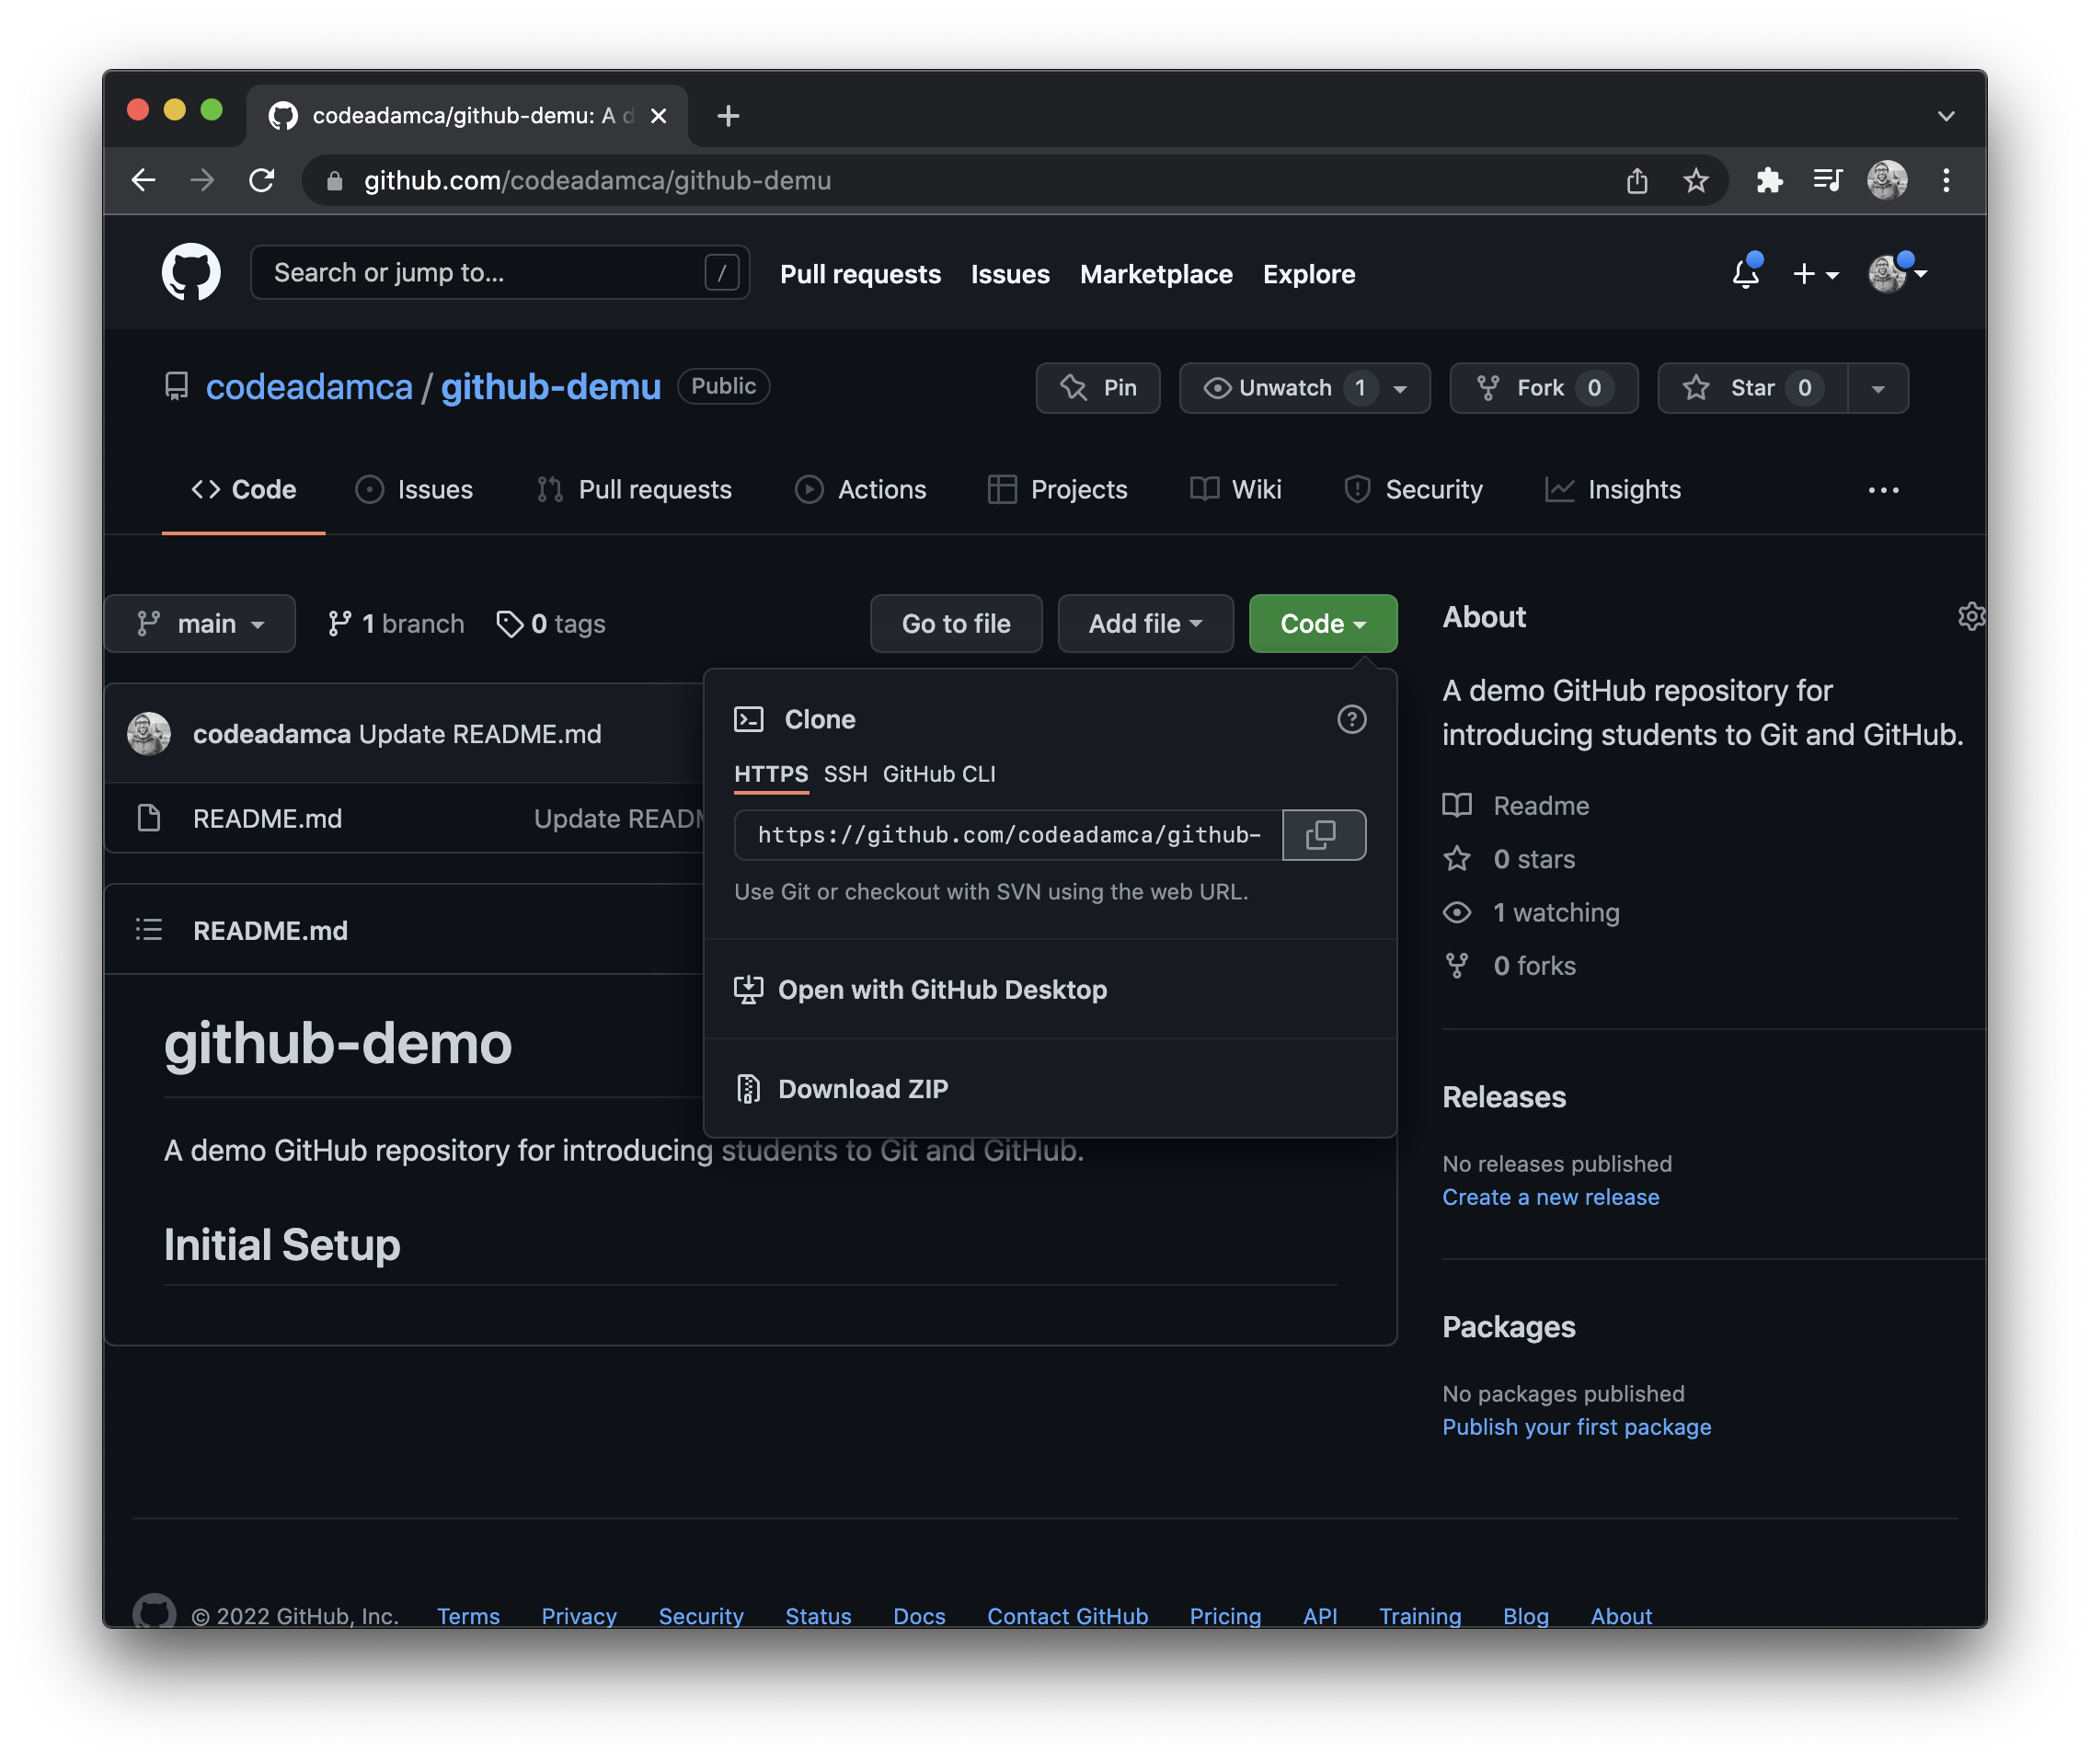 codeadamca/github-demu: A d
github.com/codeadamca/github-demu
Search or jump to... /
Pull requests Issues Marketplace Explore
codeadamca / github-demu Public
Pin Unwatch 1 Fork 0 Star 0
Code Issues Pull requests Actions Projects Wiki Security Insights
main 1 branch 0 tags Go to file Add file Code
codeadamca Update README.md
README.md Update READM
Clone
HTTPS SSH GitHub CLI
https://github.com/codeadamca/github-
Use Git or checkout with SVN using the web URL.
Open with GitHub Desktop
Download ZIP
README.md
github-demo
A demo GitHub repository for introducing students to Git and GitHub.
Initial Setup
About
A demo GitHub repository for
introducing students to Git and GitHub.
Readme
0 stars
1 watching
0 forks
Releases
No releases published
Create a new release
Packages
No packages published
Publish your first package
© 2022 GitHub, Inc. Terms Privacy Security Status Docs Contact GitHub Pricing API Training Blog About